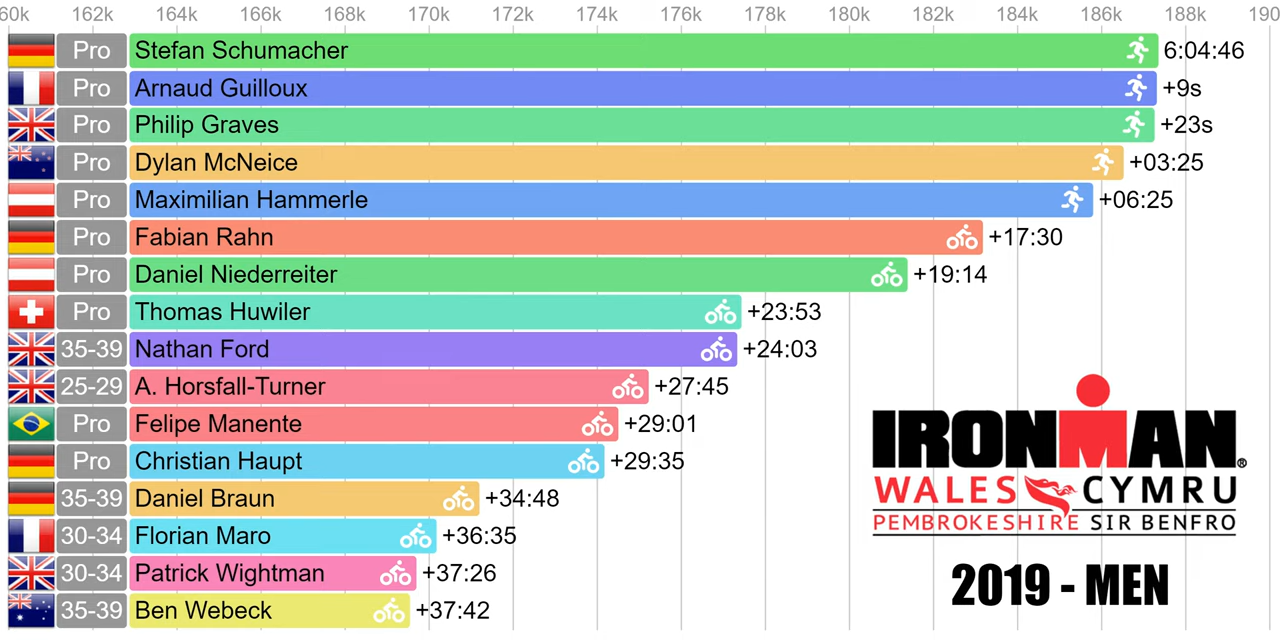 60k 162k 164k 166k 168k 170k 172k 174k 176k 178k 180k 182k 184k 186k 188k 190
Pro Stefan Schumacher 6:04:46
Pro Arnaud Guilloux +9s
Pro Philip Graves +23s
Pro Dylan McNeice +03:25
Pro Maximilian Hammerle +06:25
Pro Fabian Rahn +17:30
Pro Daniel Niederreiter +19:14
Pro Thomas Huwiler +23:53
35-39 Nathan Ford +24:03
25-29 A. Horsfall-Turner +27:45
Pro Felipe Manente +29:01
Pro Christian Haupt +29:35
35-39 Daniel Braun +34:48
30-34 Florian Maro +36:35
30-34 Patrick Wightman +37:26
35-39 Ben Webeck +37:42
IRONMAN®
WALES CYMRU
PEMBROKESHIRE SIR BENFRO
2019 - MEN